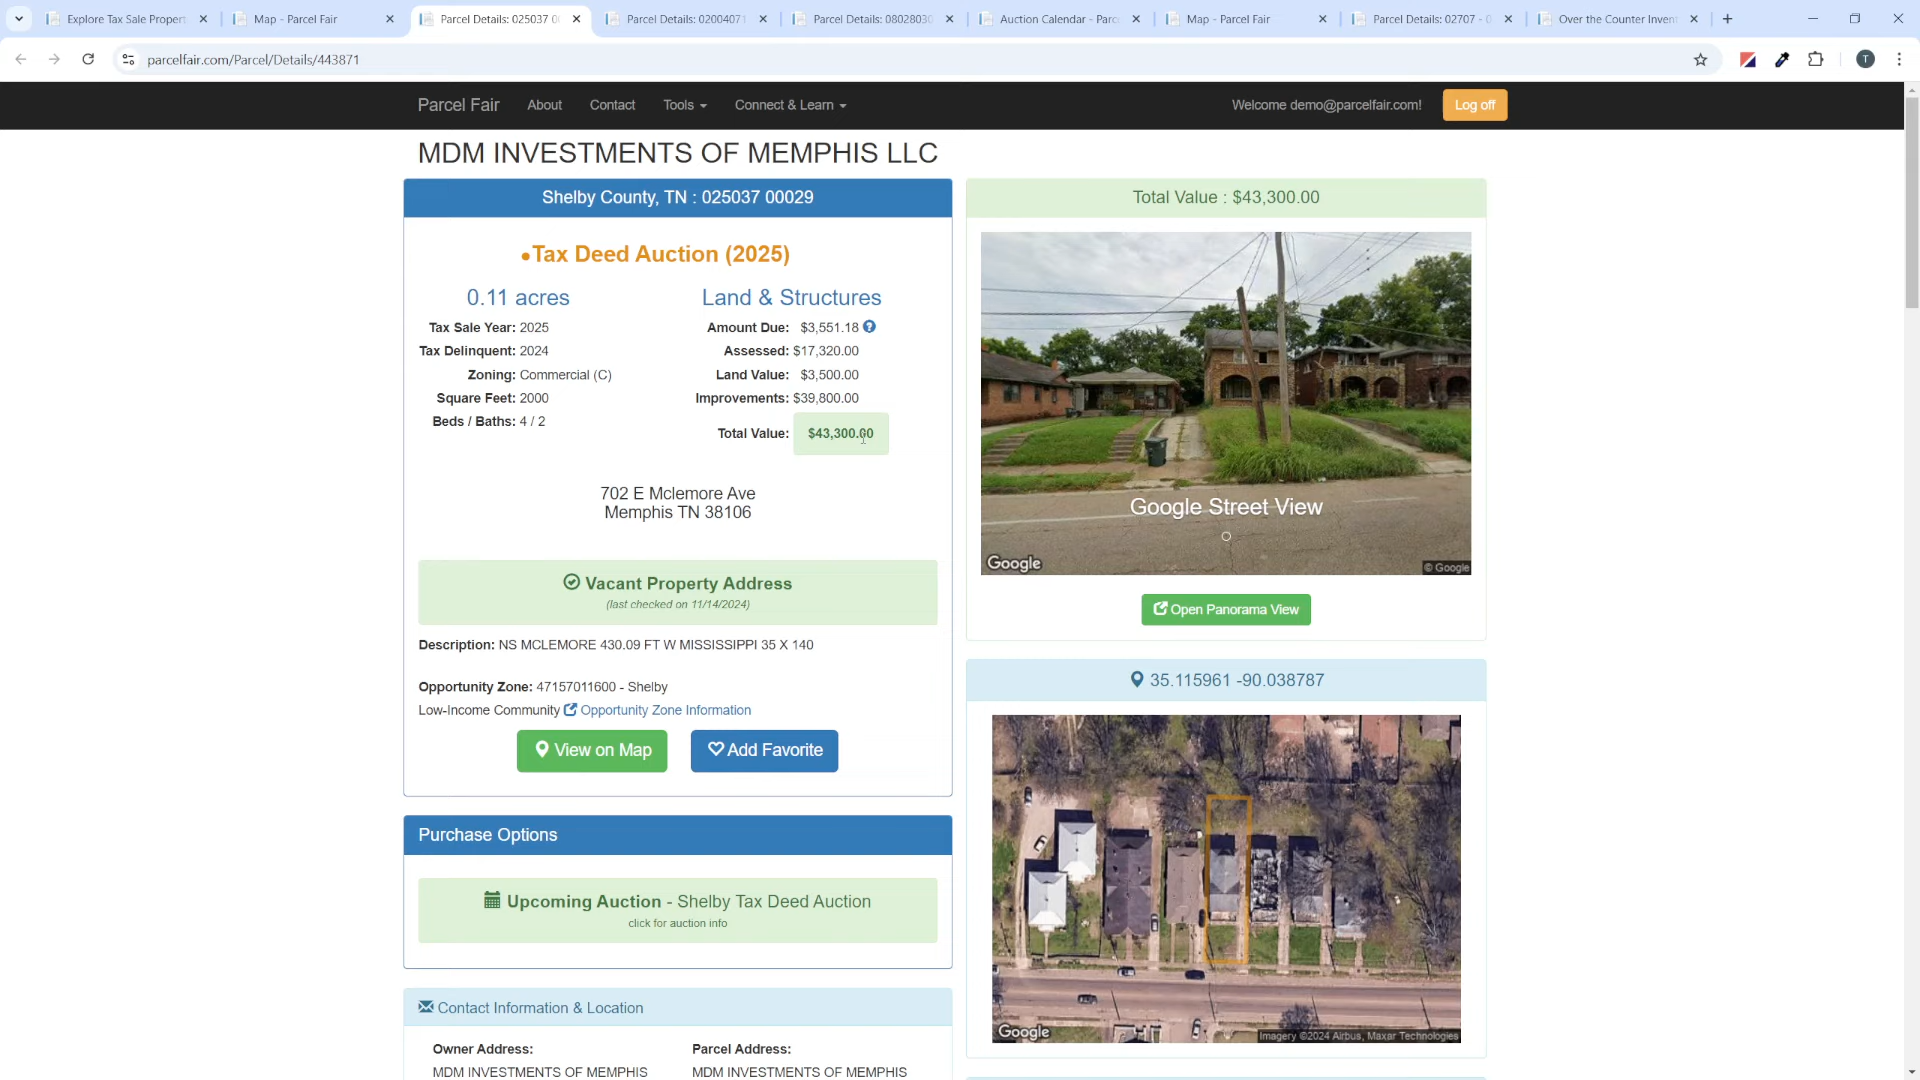 Explore Tax Sale Propert
Map - Parcel Fair
Parcel Details: 025037 0
Parcel Details: 02004071
Parcel Details: 08028030
Auction Calendar - Parc
Map - Parcel Fair
Parcel Details: 02707 - 0
Over the Counter Invent
parcelfair.com/Parcel/Details/443871
T
Parcel Fair
About
Contact
Tools
Connect & Learn
Welcome demo@parcelfair.com!
Log off
MDM INVESTMENTS OF MEMPHIS LLC
Shelby County, TN : 025037 00029
•Tax Deed Auction (2025)
0.11 acres
Tax Sale Year: 2025
Tax Delinquent: 2024
Zoning: Commercial (C)
Square Feet: 2000
Beds / Baths: 4 / 2
Land & Structures
Amount Due: $3,551.18
Assessed: $17,320.00
Land Value: $3,500.00
Improvements: $39,800.00
Total Value: $43,300.00
702 E Mclemore Ave
Memphis TN 38106
Vacant Property Address
(last checked on 11/14/2024)
Description: NS MCLEMORE 430.09 FT W MISSISSIPPI 35 X 140
Opportunity Zone: 47157011600 - Shelby
Low-Income Community Opportunity Zone Information
View on Map
Add Favorite
Purchase Options
Upcoming Auction - Shelby Tax Deed Auction
click for auction info
Contact Information & Location
Owner Address:
MDM INVESTMENTS OF MEMPHIS
Parcel Address:
MDM INVESTMENTS OF MEMPHIS
Total Value : $43,300.00
Google Street View
Google
© Google
Open Panorama View
35.115961 -90.038787
Google
Imagery ©2024 Airbus, Maxar Technologies